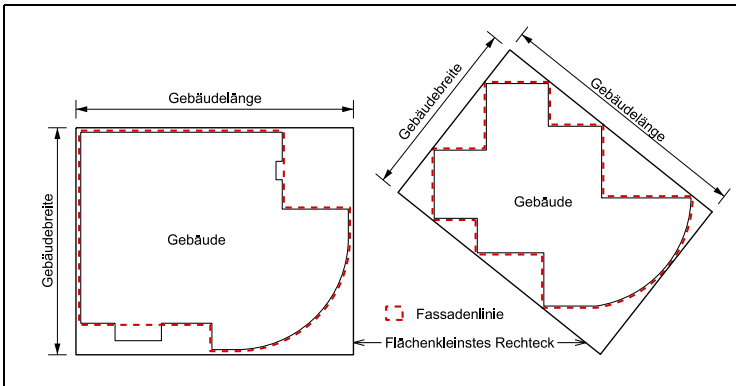 Gebäudelänge
Gebäudebreite
Gebäude
Gebäudebreite
Gebäudelänge
Gebäude
Fassadenlinie
Flächenkleinstes Rechteck